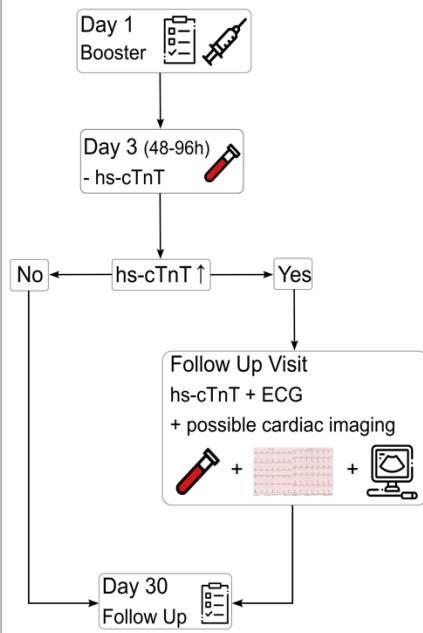 Day 1
Booster
Day 3 (48-96h)
- hs-cTnT
No
hs-cTnT ↑
Yes
Follow Up Visit
hs-cTnT + ECG
+ possible cardiac imaging
+
+
Day 30
Follow Up